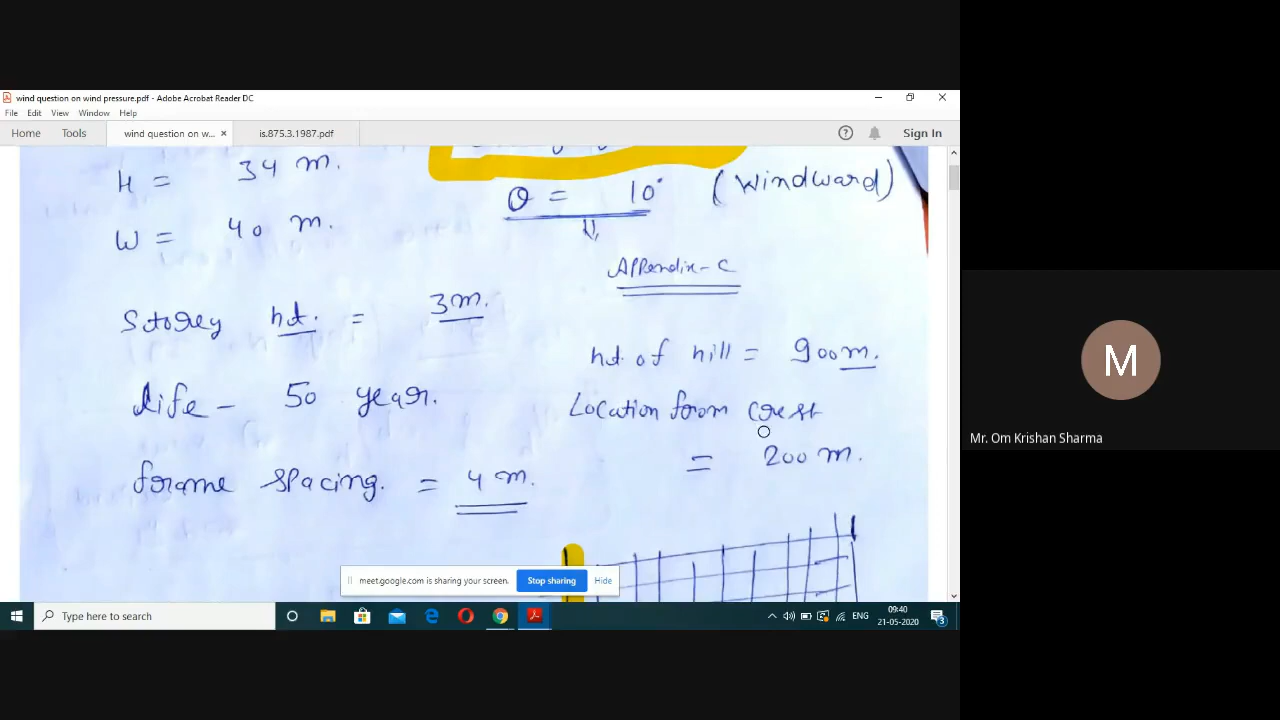 wind question on wind pressure.pdf - Adobe Acrobat Reader DC
File Edit View Window Help
Home Tools wind question on w... × is.875.3.1987.pdf Sign In
H = 34 m.
W = 40 m.
Storey ht. = 3m.
Life - 50 year.
frame spacing. = 4 m.
θ = 10° (windward)
Appendix-C
ht of hill = 900m.
Location from crest
= 200 m.
meet.google.com is sharing your screen. Stop sharing Hide
M
Mr. Om Krishan Sharma
Type here to search
ENG
09:40
21-05-2020
3